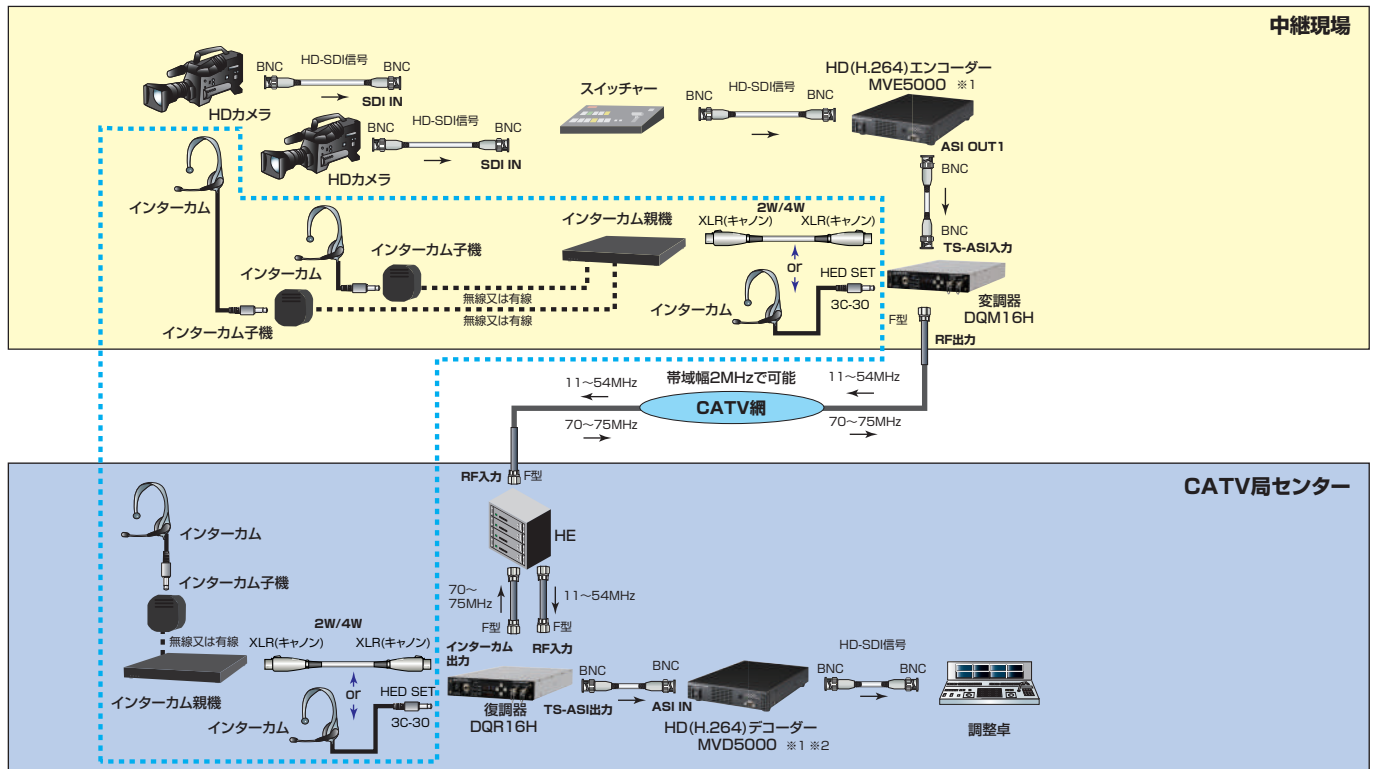 中継現場
HD-SDI信号
BNC
BNC
SDI IN
HDカメラ
HD-SDI信号
BNC
BNC
SDI IN
HDカメラ
スイッチャー
HD-SDI信号
BNC
BNC
HD(H.264)エンコーダー
MVE5000 ※1
ASI OUT1
BNC
BNC
TS-ASI入力
変調器
DQM16H
F型
RF出力
インターカム
インターカム
インターカム子機
インターカム子機
無線又は有線
無線又は有線
インターカム親機
2W/4W
XLR(キャノン)
XLR(キャノン)
or
インターカム
HED SET
3C-30
11~54MHz
帯域幅2MHzで可能
11~54MHz
CATV網
70~75MHz
70~75MHz
CATV局センター
RF入力
F型
HE
70~
75MHz
11~54MHz
F型
F型
インターカム
出力
RF入力
インターカム
インターカム子機
無線又は有線
インターカム親機
2W/4W
XLR(キャノン)
XLR(キャノン)
or
インターカム
HED SET
3C-30
復調器
DQR16H
BNC
BNC
TS-ASI出力
ASI IN
HD(H.264)デコーダー
MVD5000 ※1 ※2
HD-SDI信号
BNC
BNC
調整卓